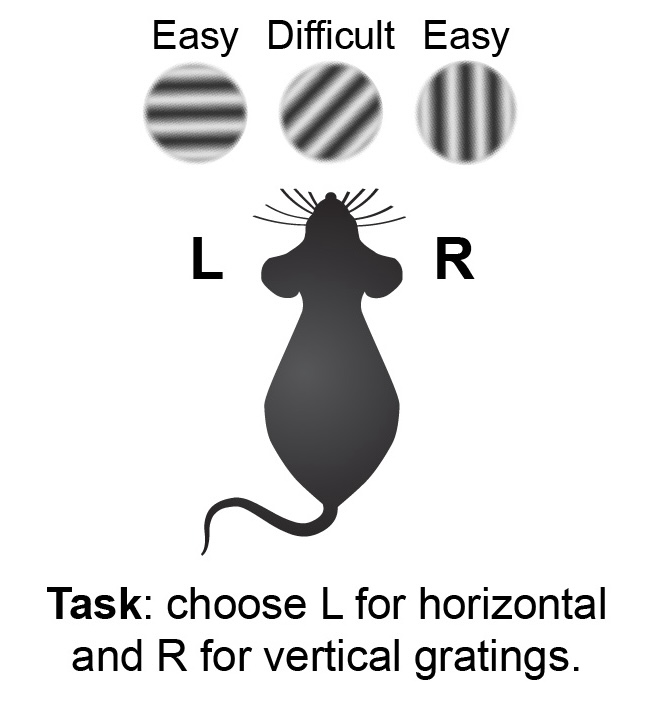 Easy Difficult Easy
L R
Task: choose L for horizontal
and R for vertical gratings.